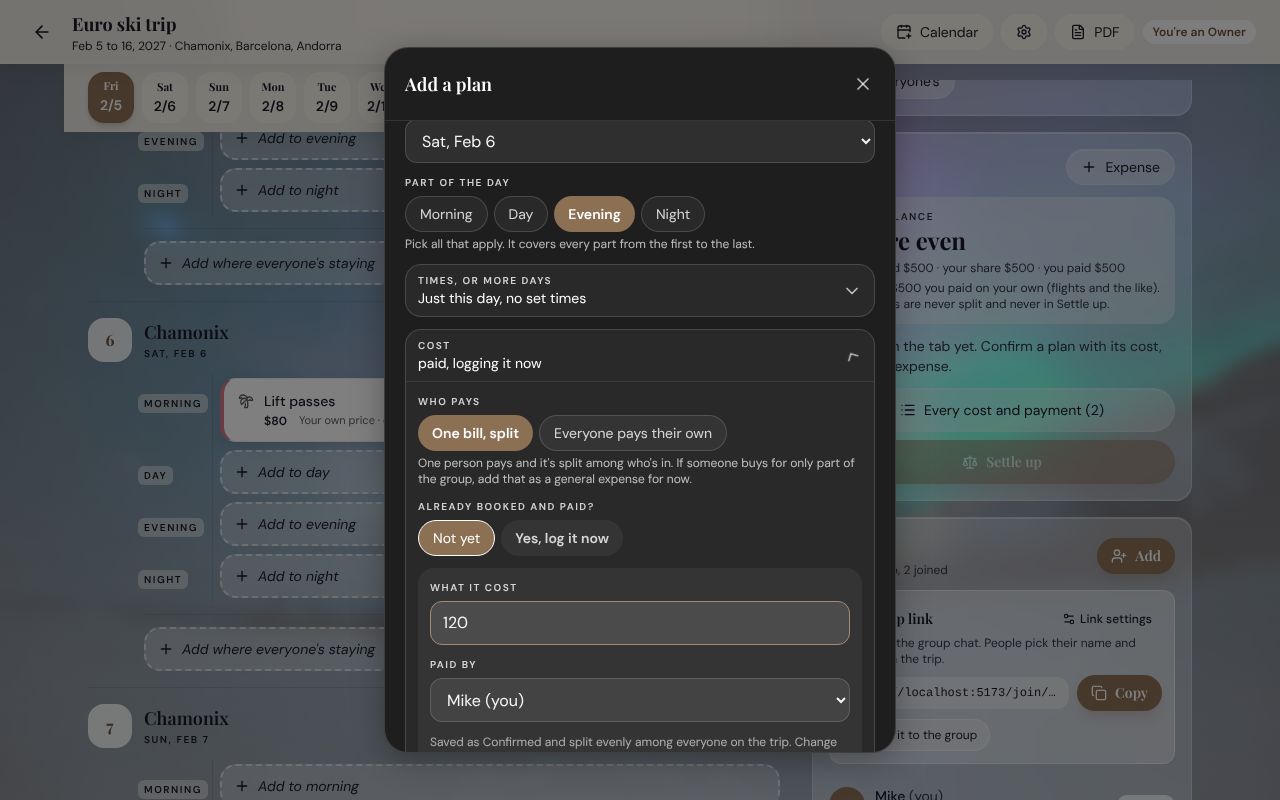 Euro ski trip
Feb 5 to 16, 2027 · Chamonix, Barcelona, Andorra
Calendar
PDF
You're an Owner
Fri
2/5
Sat
2/6
Sun
2/7
Mon
2/8
Tue
2/9
EVENING
Add to evening
NIGHT
Add to night
Add where everyone's staying
6
Chamonix
SAT, FEB 6
MORNING
Lift passes
$80 Your own price ·
DAY
Add to day
EVENING
Add to evening
NIGHT
Add to night
Add where everyone's staying
7
Chamonix
SUN, FEB 7
MORNING
Add to morning
Add a plan
Sat, Feb 6
PART OF THE DAY
Morning
Day
Evening
Night
Pick all that apply. It covers every part from the first to the last.
TIMES, OR MORE DAYS
Just this day, no set times
COST
paid, logging it now
WHO PAYS
One bill, split
Everyone pays their own
One person pays and it's split among who's in. If someone buys for only part of
the group, add that as a general expense for now.
ALREADY BOOKED AND PAID?
Not yet
Yes, log it now
WHAT IT COST
120
PAID BY
Mike (you)
Saved as Confirmed and split evenly among everyone on the trip. Change
Expense
even
$500 · your share $500 · you paid $500
$500 you paid on your own (flights and the like).
are never split and never in Settle up.
the tab yet. Confirm a plan with its cost,
expense.
Every cost and payment (2)
Settle up
Add
2 joined
link
Link settings
the group chat. People pick their name and
the trip.
/localhost:5173/join/…
Copy
it to the group
Mike (you)